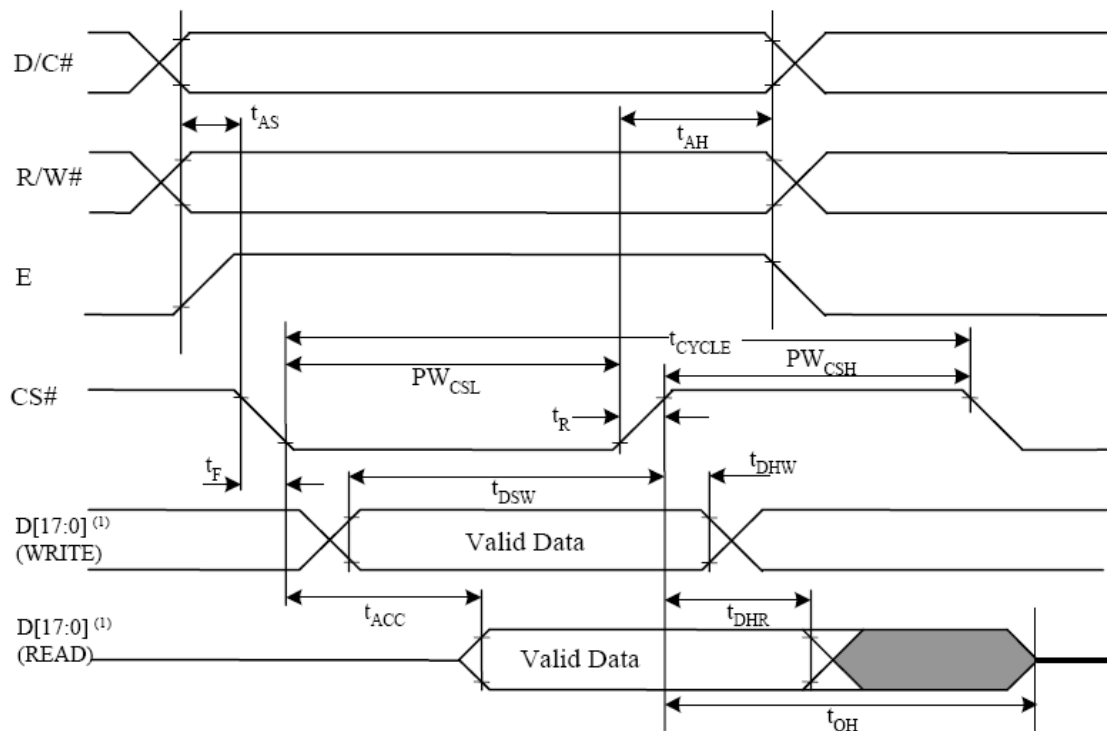 D/C#
t_AS
t_AH
R/W#
E
t_CYCLE
PW_CSL
PW_CSH
CS#
t_R
t_F
t_DSW
t_DHW
D[17:0] (1)
(WRITE)
Valid Data
t_ACC
t_DHR
D[17:0] (1)
(READ)
Valid Data
t_OH